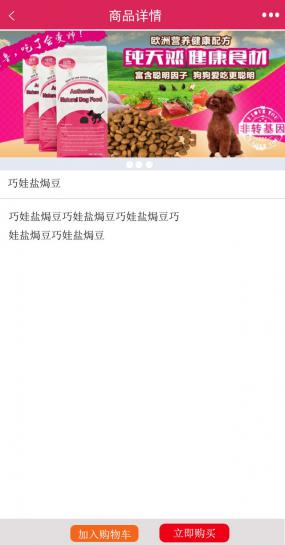 商品详情
欧洲营养健康配方
纯天然 健康食材
富含聪明因子 狗狗爱吃更聪明
Authentic
Natural Dog Food
非转基因
巧娃盐焗豆
巧娃盐焗豆巧娃盐焗豆巧娃盐焗豆巧
娃盐焗豆巧娃盐焗豆
加入购物车
立即购买